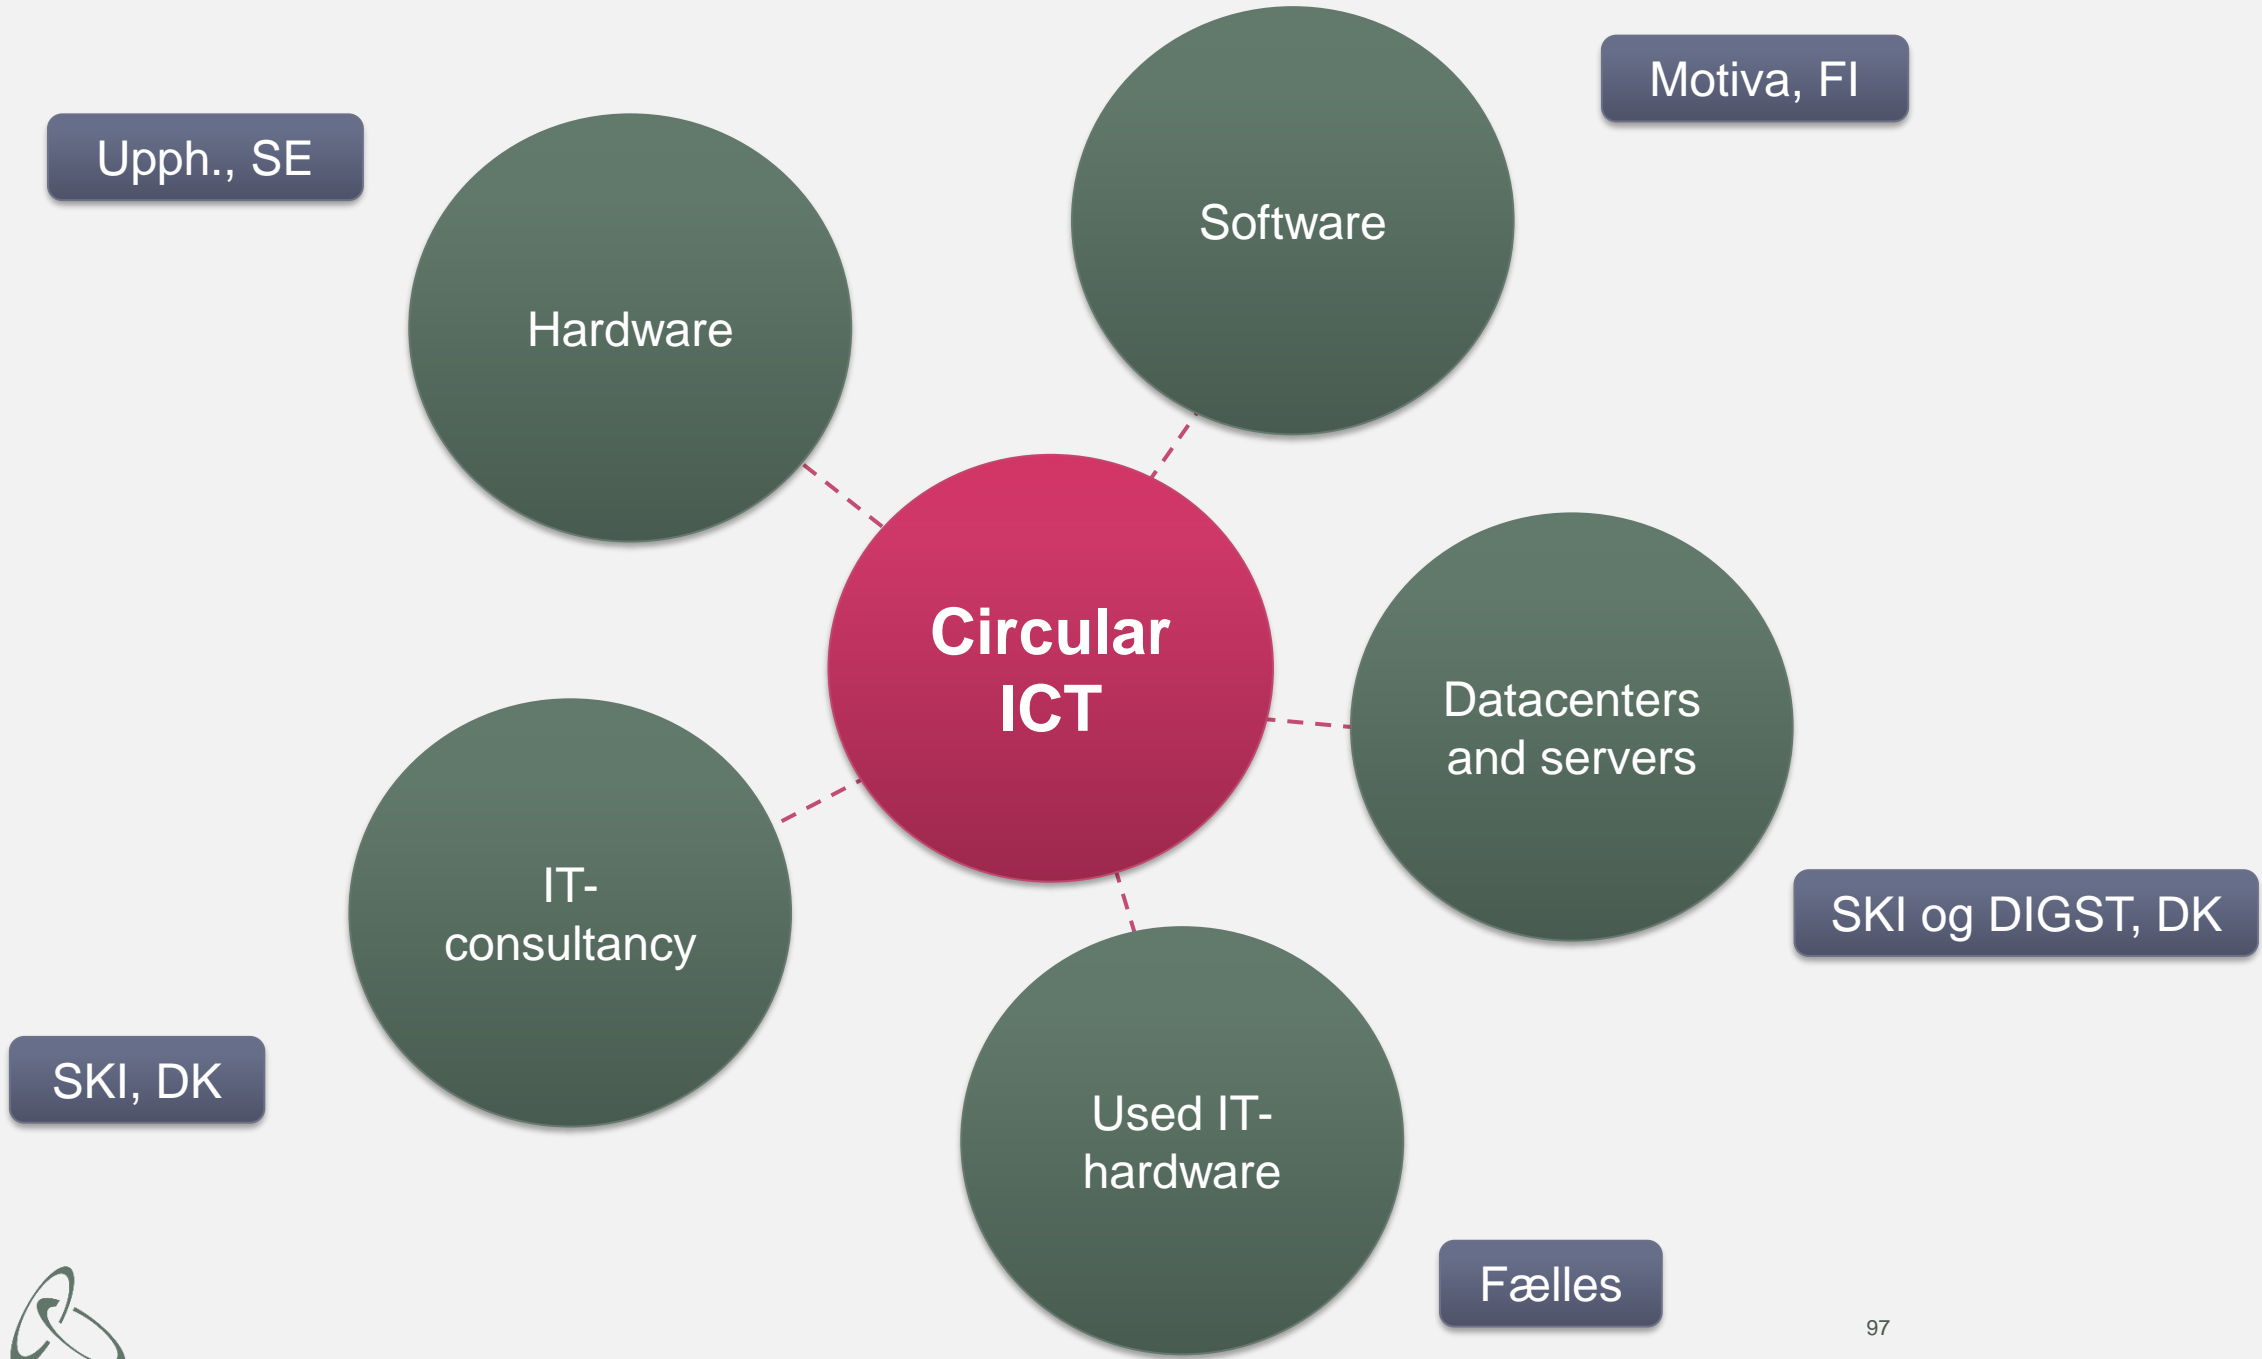 Motiva, FI
Upph., SE
Software
Hardware
Circular
ICT
Datacenters
and servers
IT-
consultancy
SKI og DIGST, DK
SKI, DK
Used IT-
hardware
Fælles
97